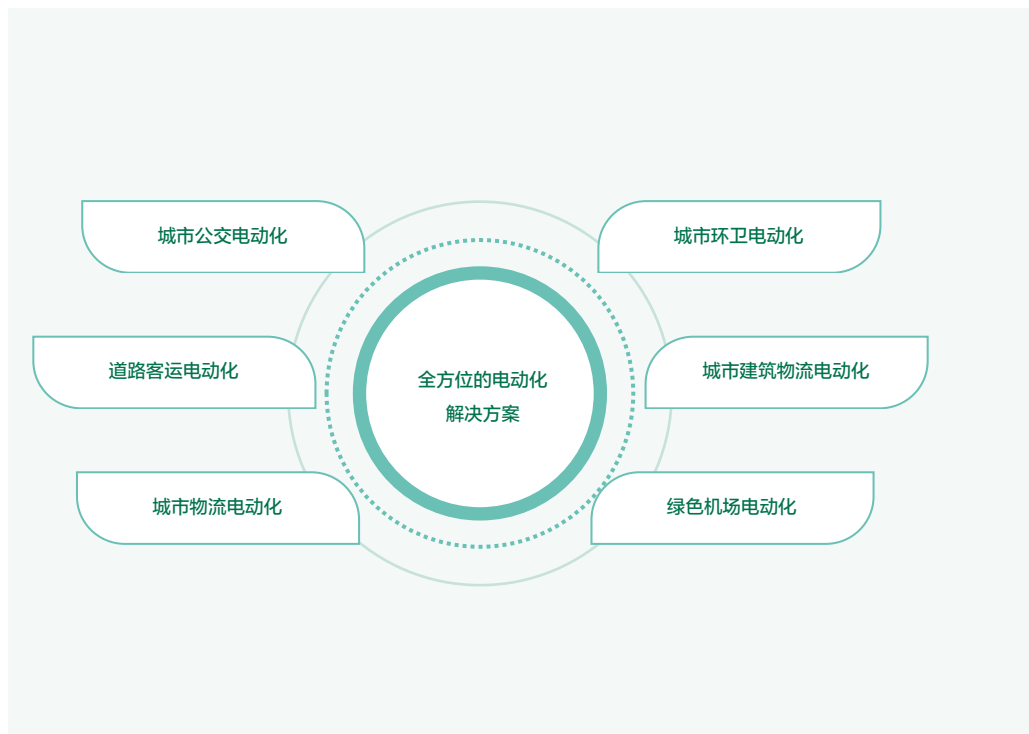 城市公交电动化
城市环卫电动化
道路客运电动化
全方位的电动化
解决方案
城市建筑物流电动化
城市物流电动化
绿色机场电动化